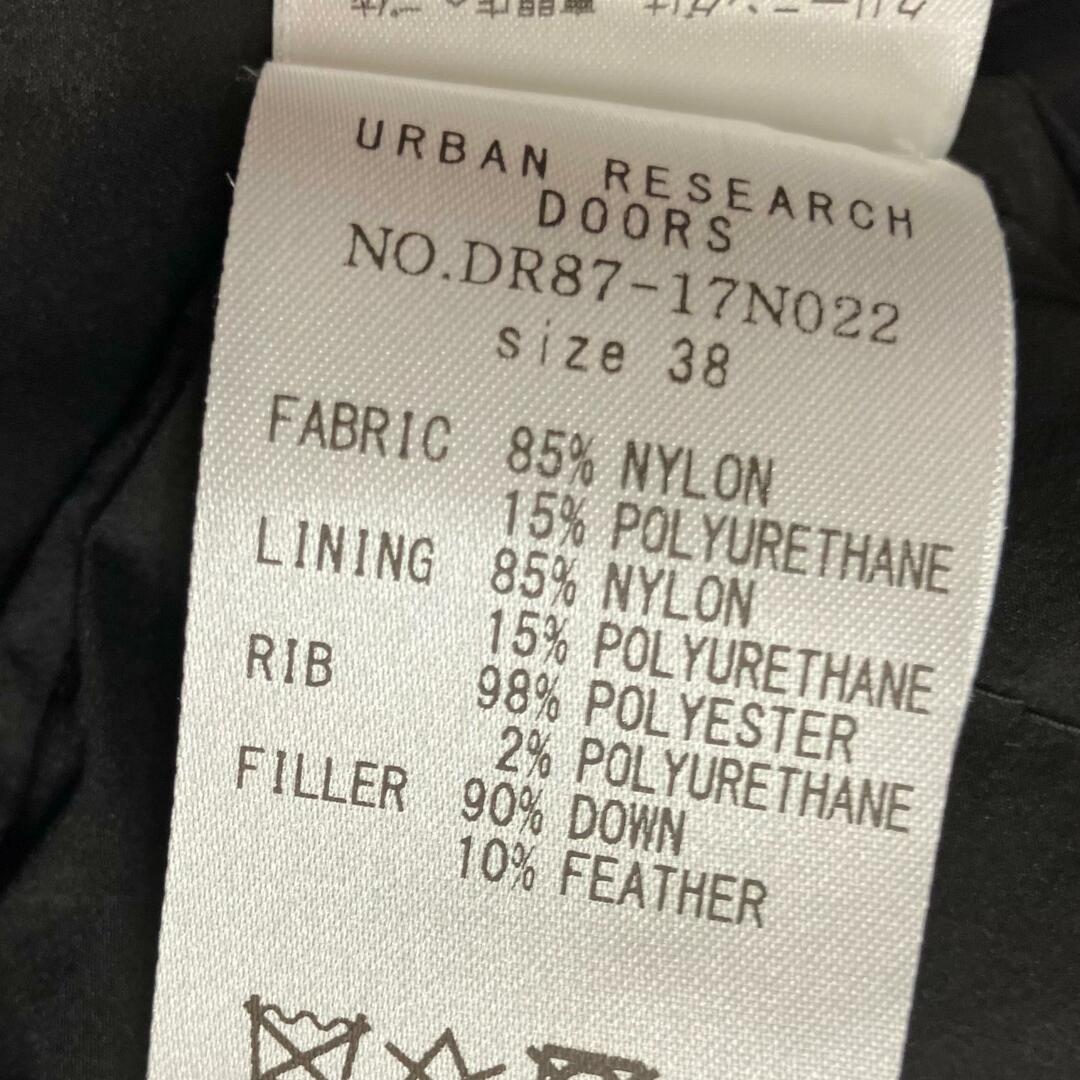 URBAN RESEARCH
DOORS
NO.DR87-17N022
size 38
FABRIC 85% NYLON
15% POLYURETHANE
LINING 85% NYLON
15% POLYURETHANE
RIB 98% POLYESTER
2% POLYURETHANE
FILLER 90% DOWN
10% FEATHER